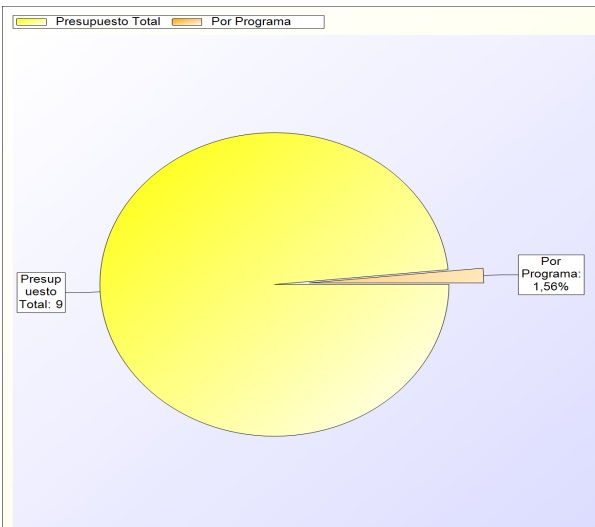 Presupuesto Total Por Programa
Presup
uesto
Total: 9
Por
Programa:
1,56%